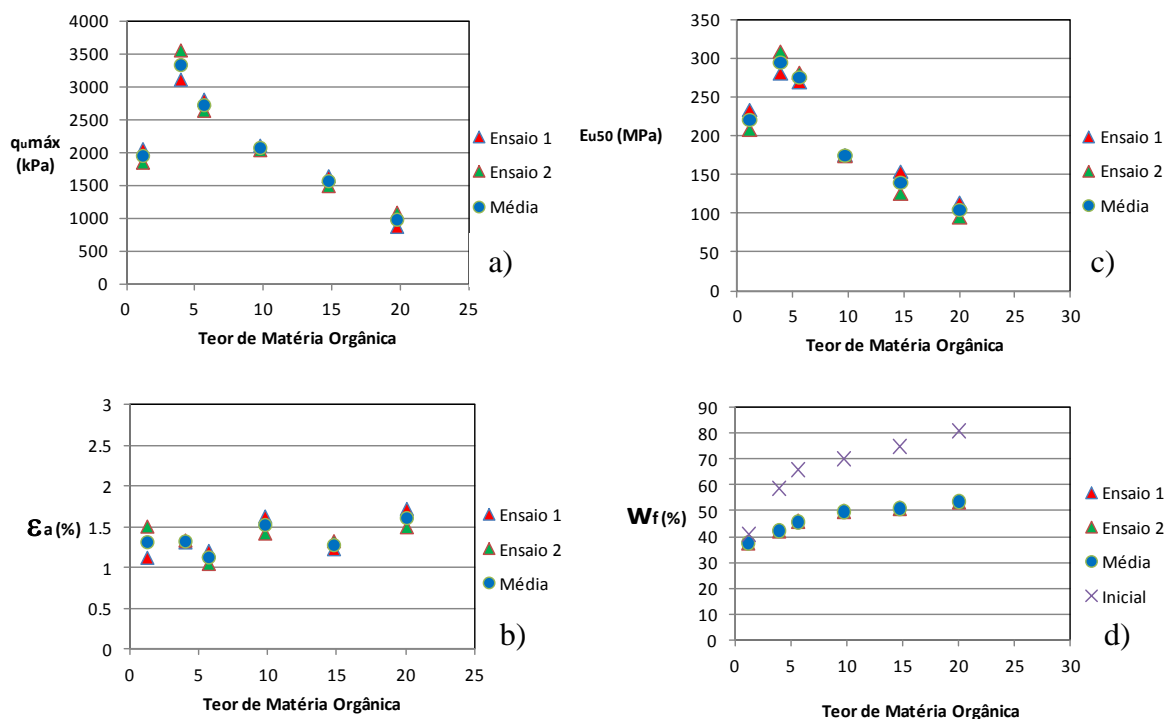 4000
3500
3000
2500
2000
1500
1000
500
0
qumáx
(kPa)
0 5 10 15 20 25
Teor de Matéria Orgânica
Ensaio 1
Ensaio 2
Média
a)
350
300
250
200
150
100
50
0
Eu50 (MPa)
0 5 10 15 20 25 30
Teor de Matéria Orgânica
Ensaio 1
Ensaio 2
Média
c)
3
2.5
2
1.5
1
0.5
0
εa (%)
0 5 10 15 20 25
Teor de Matéria Orgânica
Ensaio 1
Ensaio 2
Média
b)
90
80
70
60
50
40
30
20
10
0
Wf (%)
0 5 10 15 20 25 30
Teor de Matéria Orgânica
Ensaio 1
Ensaio 2
Média
Inicial
d)